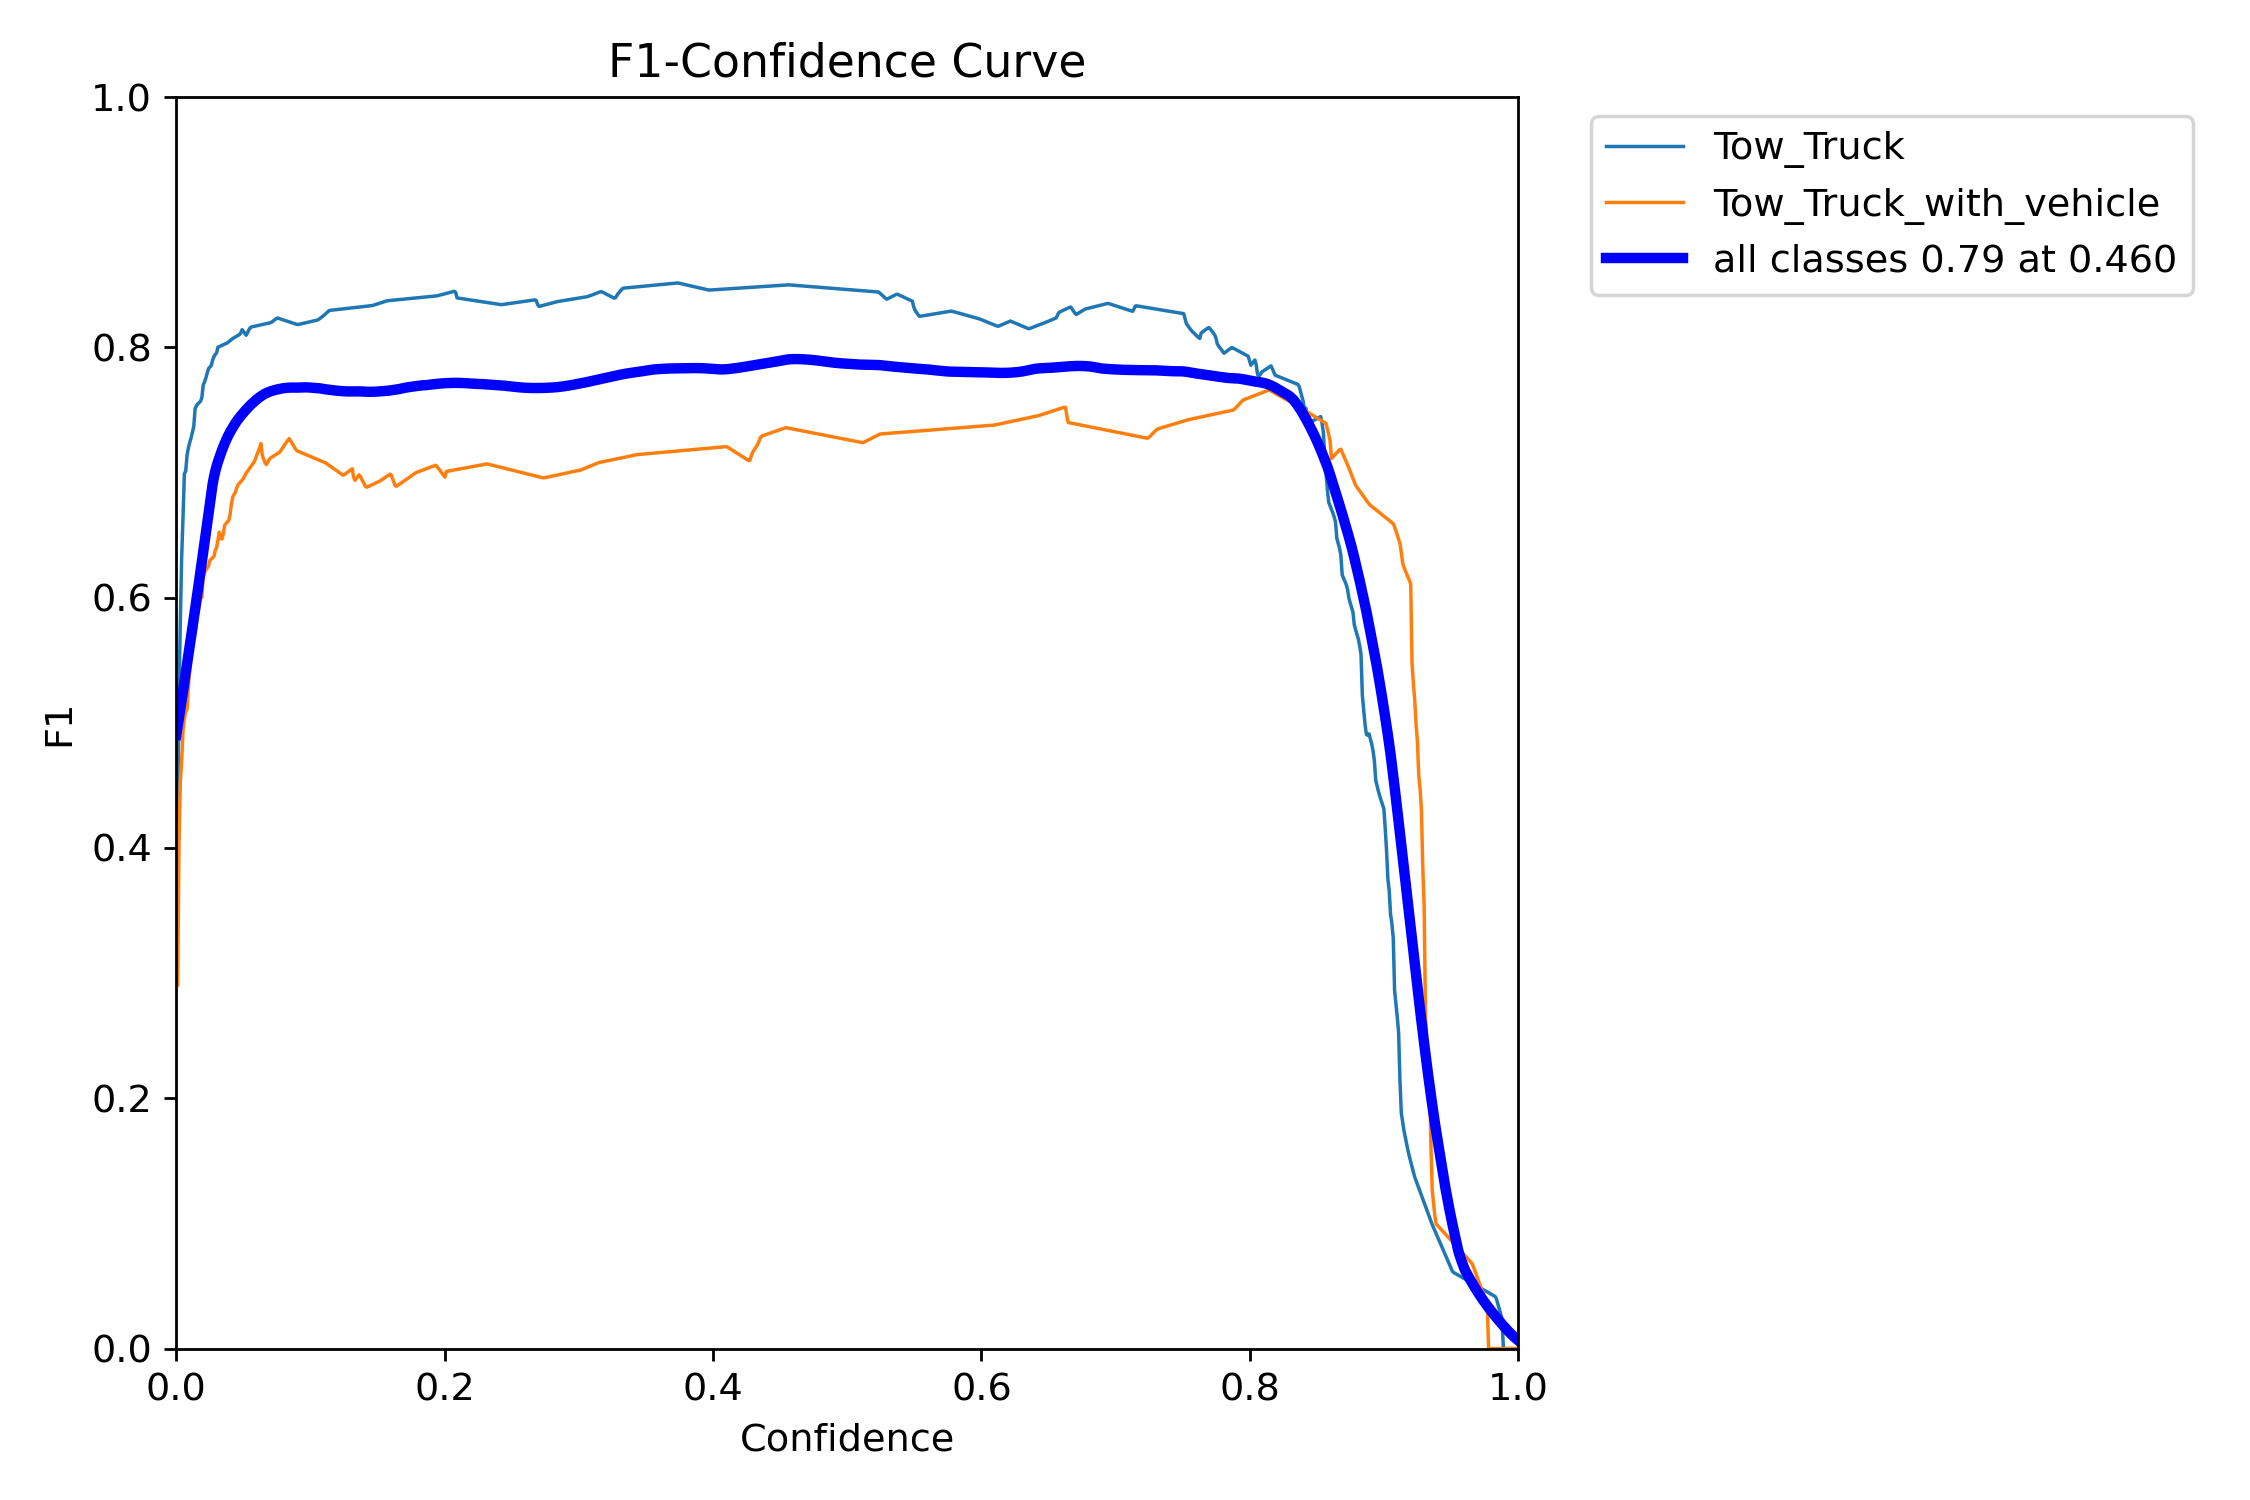 F1-Confidence Curve
1.0
0.8
0.6
0.4
0.2
0.0
F1
0.0 0.2 0.4 0.6 0.8 1.0
Confidence
Tow_Truck
Tow_Truck_with_vehicle
all classes 0.79 at 0.460